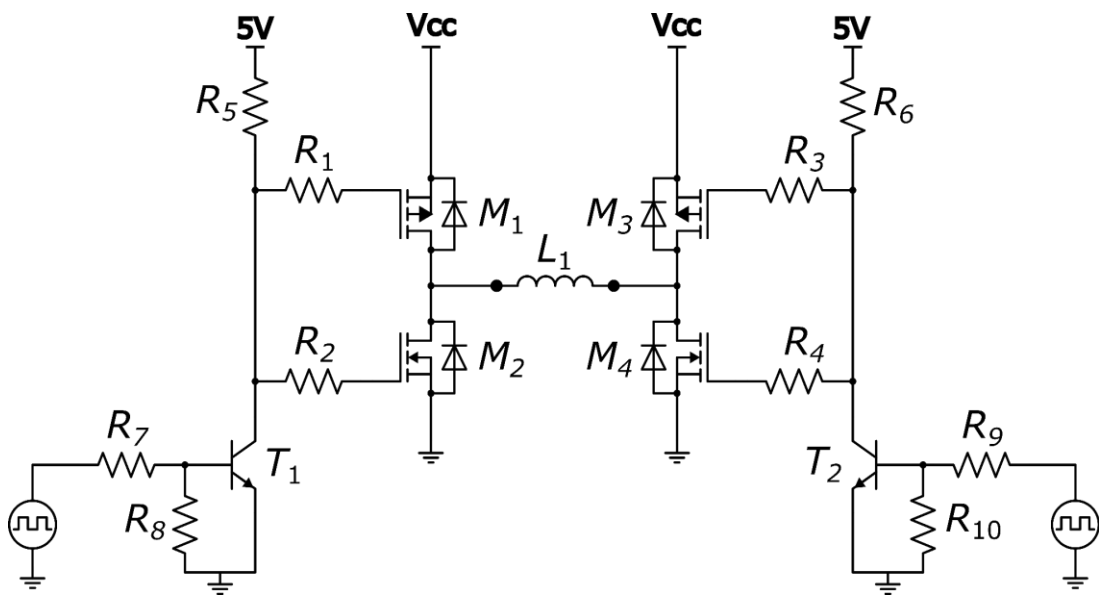 5V Vcc Vcc 5V
R5 R6
R1 R3
M1 M3
L1
R2 R4
M2 M4
R7 R9
T1 T2
R8 R10